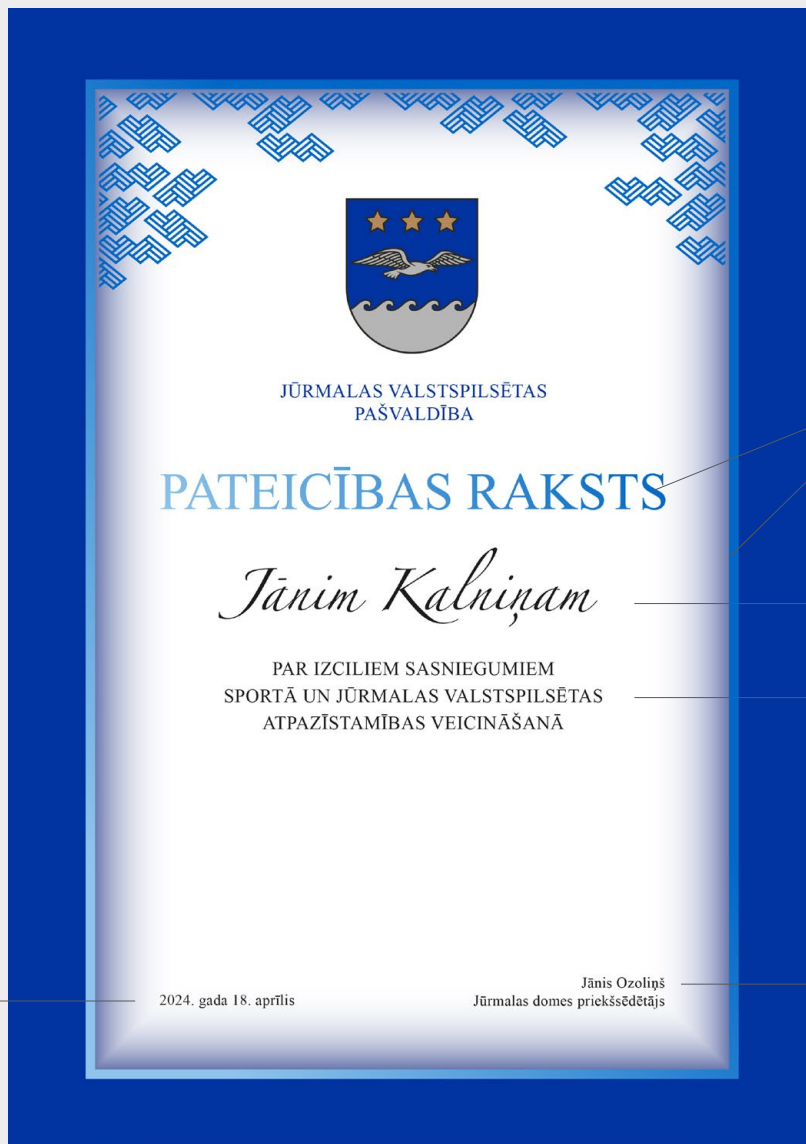 JŪRMALAS VALSTSPILSĒTAS
PAŠVALDĪBA
PATEICĪBAS RAKSTS
Jānim Kalniņam
PAR IZCILIEM SASNIEGUMIEM
SPORTĀ UN JŪRMALAS VALSTSPILSĒTAS
ATPAZĪSTAMĪBAS VEICINĀŠANĀ
2024. gada 18. aprīlis
Jānis Ozoliņš
Jūrmalas domes priekšsēdētājs